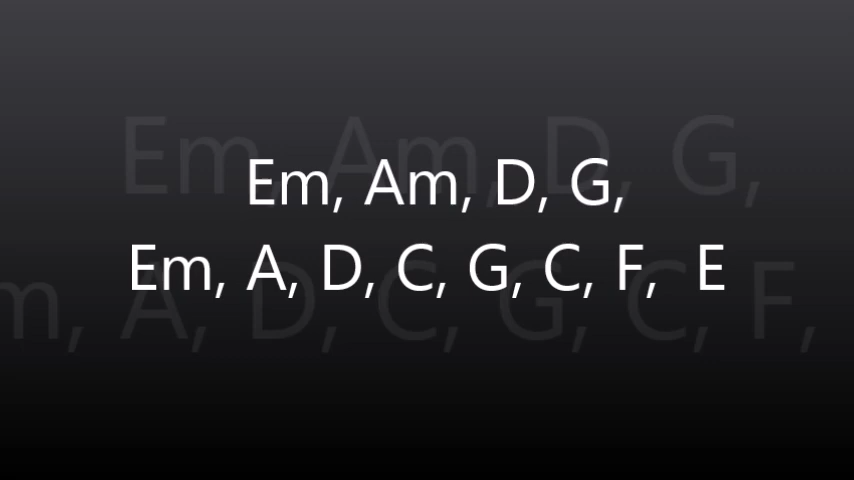 Em, Am, D, G,
Em, A, D, C, G, C, F, E